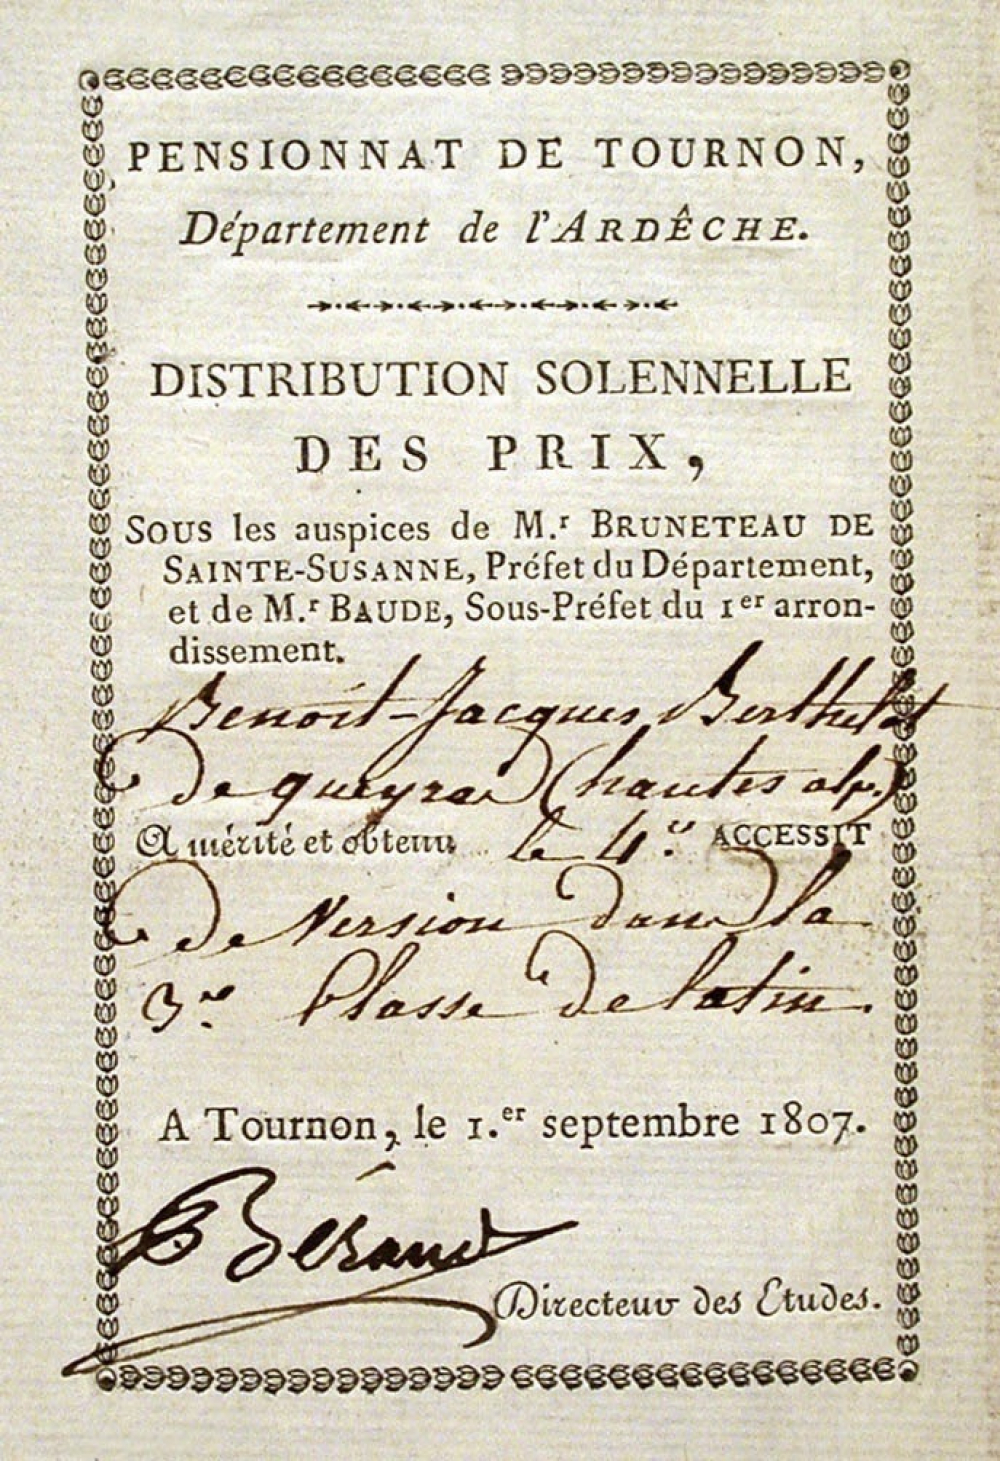 PENSIONNAT DE TOURNON,
Département de l'ARDÊCHE.
DISTRIBUTION SOLENNELLE
DES PRIX,
SOUS les auspices de M.r BRUNETEAU DE
SAINTE-SUSANNE, Préfet du Département,
et de M.r BAUDE, Sous-Préfet du 1er arron-
dissement.
Benoit-Jacques Berthelot
De queyras (hautes alp.)
A mérité et obtenu le 4.e ACCESSIT
De Version dans la
3.me Classe De latin.
A Tournon, le 1.er septembre 1807.
Béraud
Directeur des Etudes.